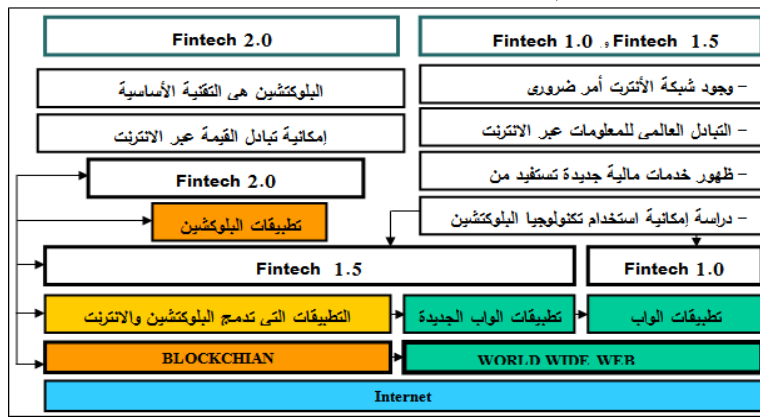 Fintech 1.0 و Fintech 1.5
Fintech 2.0
- وجود شبكة الأنترت أمر ضرورى
البلوكتشين هى التقنية الأساسية
- التبادل العالمى للمعلومات عبر الانترنت
إمكانية تبادل القيمة عبر الانترنت
- ظهور خدمات مالية جديدة تستفيد من
Fintech 2.0
- دراسة إمكانية استخدام تكنولوجيا البلوكتشين
تطبيقات البلوكشين
Fintech 1.0
Fintech 1.5
تطبيقات الواب
تطبيقات الواب الجديدة
التطبيقات التى تدمج البلوكتشين والانترنت
BLOCKCHIAN
WORLD WIDE WEB
Internet